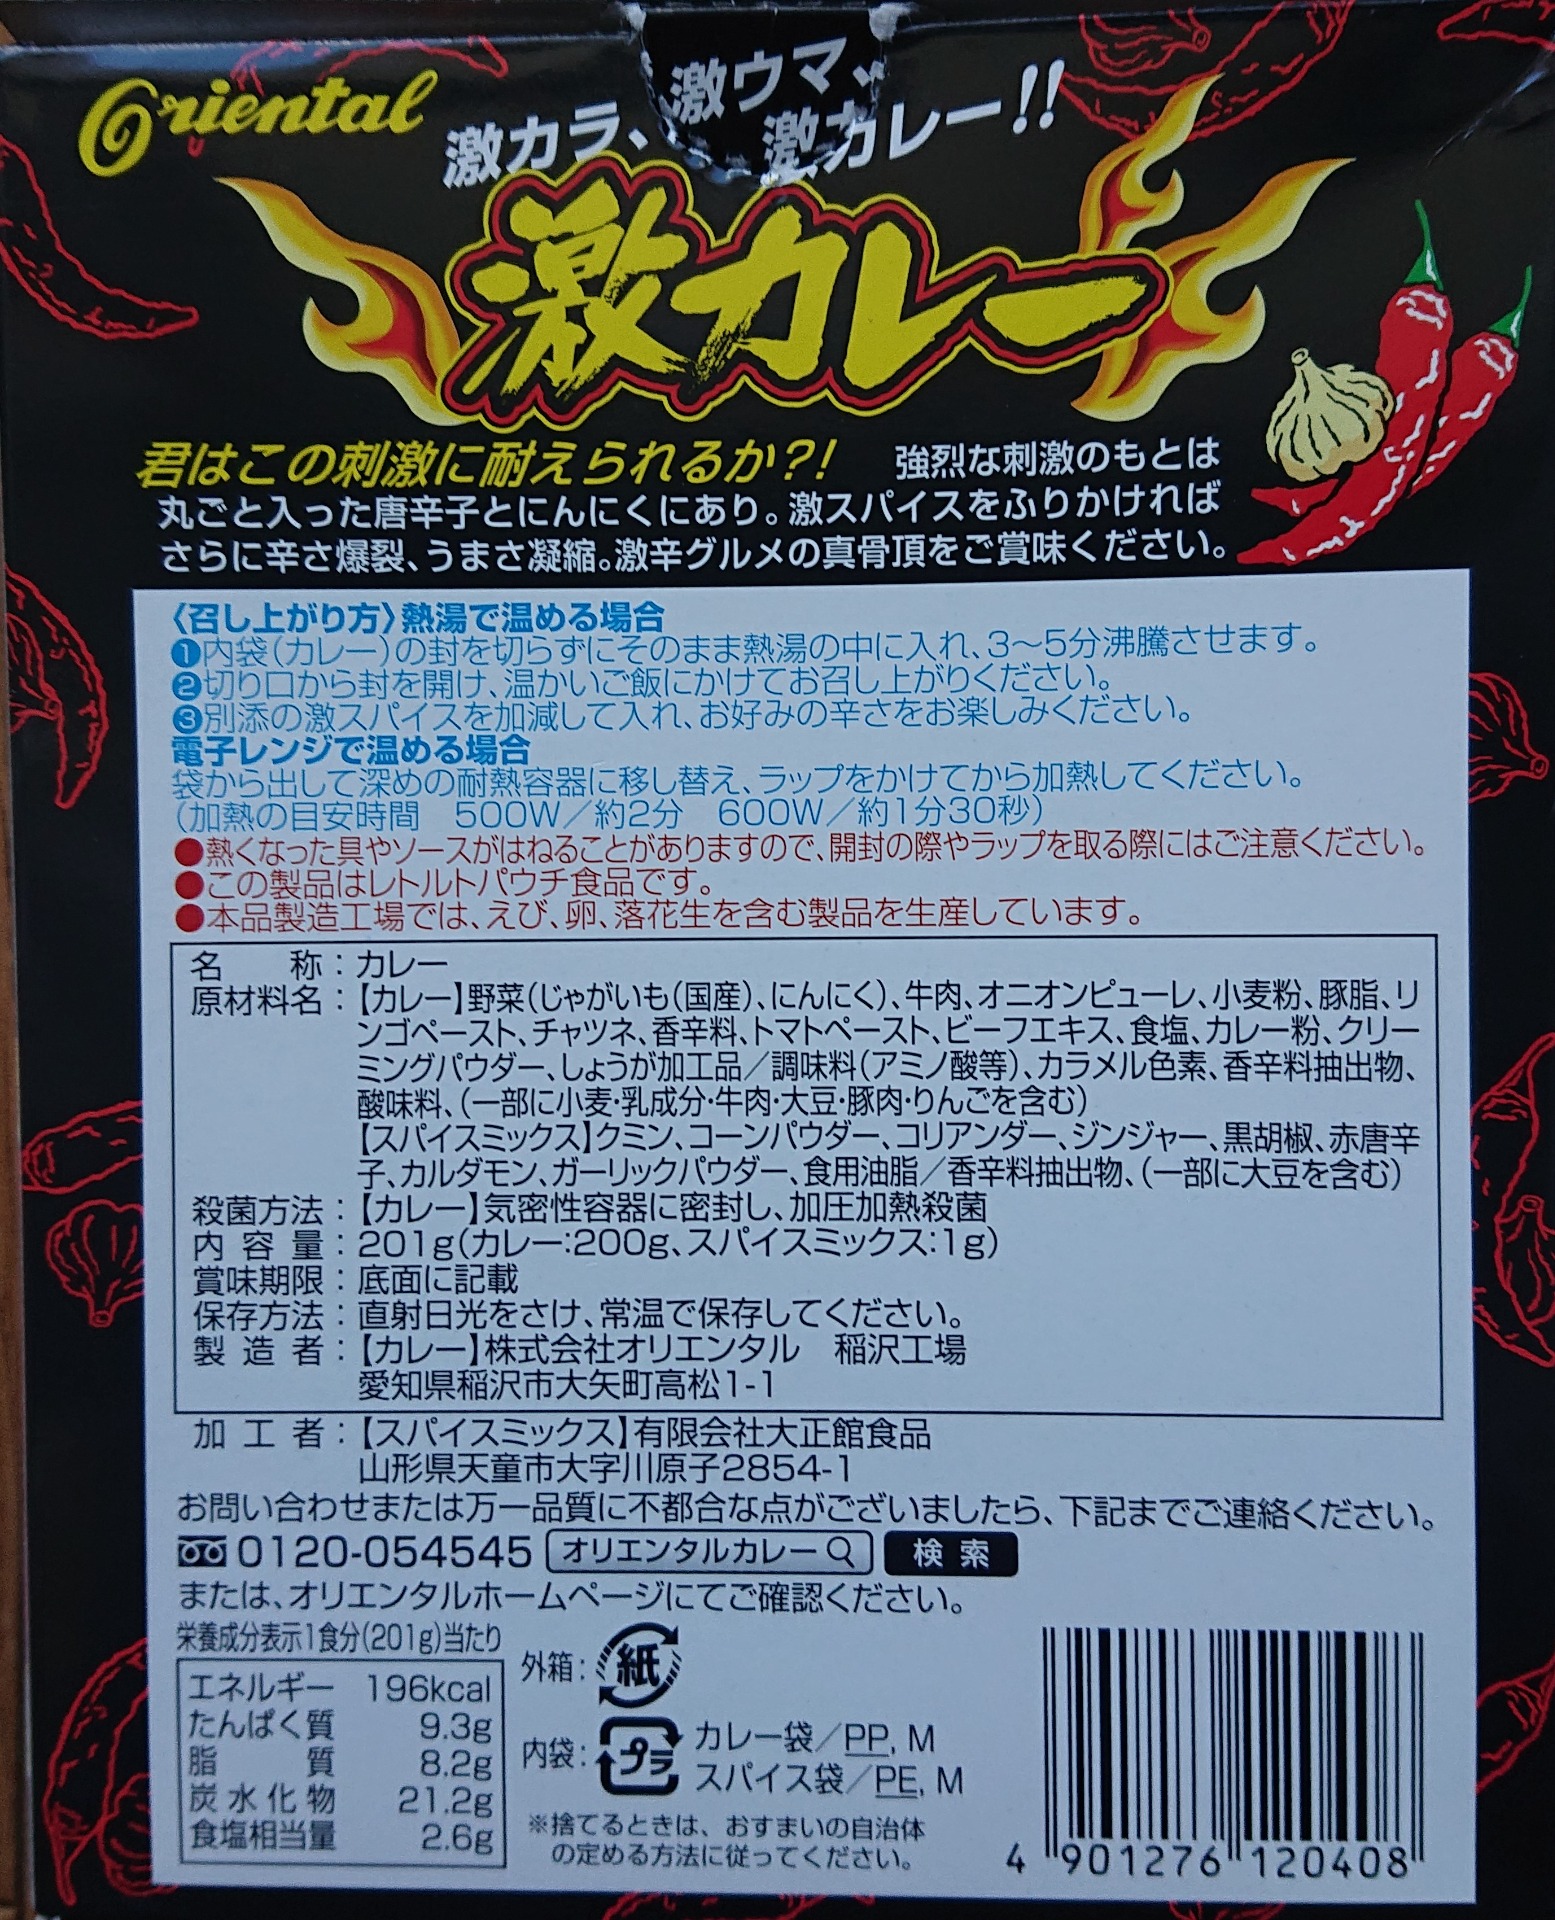 Oriental
激カラ、激ウマ、激カレー!!
激カレー
君はこの刺激に耐えられるか?! 強烈な刺激のもとは
丸ごと入った唐辛子とにんにくにあり。激スパイスをふりかければ
さらに辛さ爆裂、うまさ凝縮。激辛グルメの真骨頂をご賞味ください。
〈召し上がり方〉熱湯で温める場合
❶内袋(カレー)の封を切らずにそのまま熱湯の中に入れ、3〜5分沸騰させます。
❷切り口から封を開け、温かいご飯にかけてお召し上がりください。
❸別添の激スパイスを加減して入れ、お好みの辛さをお楽しみください。
電子レンジで温める場合
袋から出して深めの耐熱容器に移し替え、ラップをかけてから加熱してください。
(加熱の目安時間 500W/約2分 600W/約1分30秒)
●熱くなった具やソースがはねることがありますので、開封の際やラップを取る際にはご注意ください。
●この製品はレトルトパウチ食品です。
●本品製造工場では、えび、卵、落花生を含む製品を生産しています。
名称:カレー
原材料名:【カレー】野菜(じゃがいも(国産)、にんにく)、牛肉、オニオンピューレ、小麦粉、豚脂、リ
ンゴペースト、チャツネ、香辛料、トマトペースト、ビーフエキス、食塩、カレー粉、クリー
ミングパウダー、しょうが加工品/調味料(アミノ酸等)、カラメル色素、香辛料抽出物、
酸味料、(一部に小麦・乳成分・牛肉・大豆・豚肉・りんごを含む)
【スパイスミックス】クミン、コーンパウダー、コリアンダー、ジンジャー、黒胡椒、赤唐辛
子、カルダモン、ガーリックパウダー、食用油脂/香辛料抽出物、(一部に大豆を含む)
殺菌方法:【カレー】気密性容器に密封し、加圧加熱殺菌
内容量:201g(カレー:200g、スパイスミックス:1g)
賞味期限:底面に記載
保存方法:直射日光をさけ、常温で保存してください。
製造者:【カレー】株式会社オリエンタル 稲沢工場
愛知県稲沢市大矢町高松1-1
加工者:【スパイスミックス】有限会社大正館食品
山形県天童市大字川原子2854-1
お問い合わせまたは万一品質に不都合な点がございましたら、下記までご連絡ください。
0120-054545 オリエンタルカレー 検索
または、オリエンタルホームページにてご確認ください。
栄養成分表示1食分(201g)当たり
エネルギー 196kcal
たんぱく質 9.3g
脂質 8.2g
炭水化物 21.2g
食塩相当量 2.6g
外箱: 紙
内袋: プラ カレー袋/PP, M
スパイス袋/PE, M
※捨てるときは、おすまいの自治体
の定める方法に従ってください。
4 901276 120408